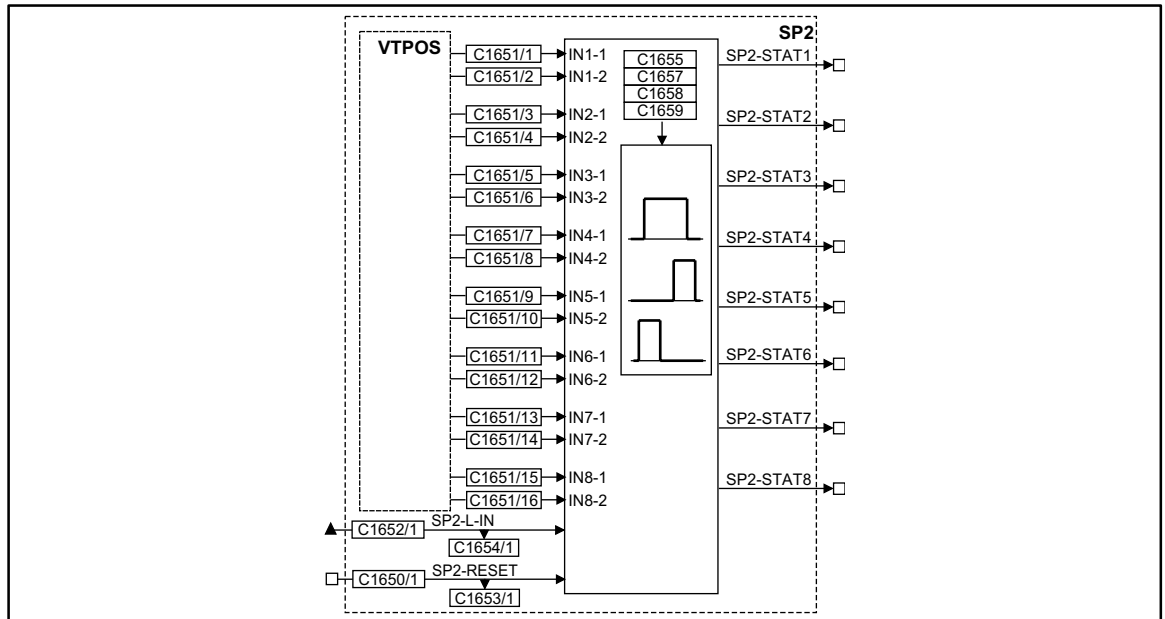 SP2
VTPOS
C1651/1 IN1-1 C1655 SP2-STAT1
C1651/2 IN1-2 C1657
C1658
C1651/3 IN2-1 C1659 SP2-STAT2
C1651/4 IN2-2
C1651/5 IN3-1 SP2-STAT3
C1651/6 IN3-2
C1651/7 IN4-1 SP2-STAT4
C1651/8 IN4-2
C1651/9 IN5-1 SP2-STAT5
C1651/10 IN5-2
C1651/11 IN6-1 SP2-STAT6
C1651/12 IN6-2
C1651/13 IN7-1 SP2-STAT7
C1651/14 IN7-2
C1651/15 IN8-1 SP2-STAT8
C1651/16 IN8-2
C1652/1 SP2-L-IN
C1654/1
C1650/1 SP2-RESET
C1653/1